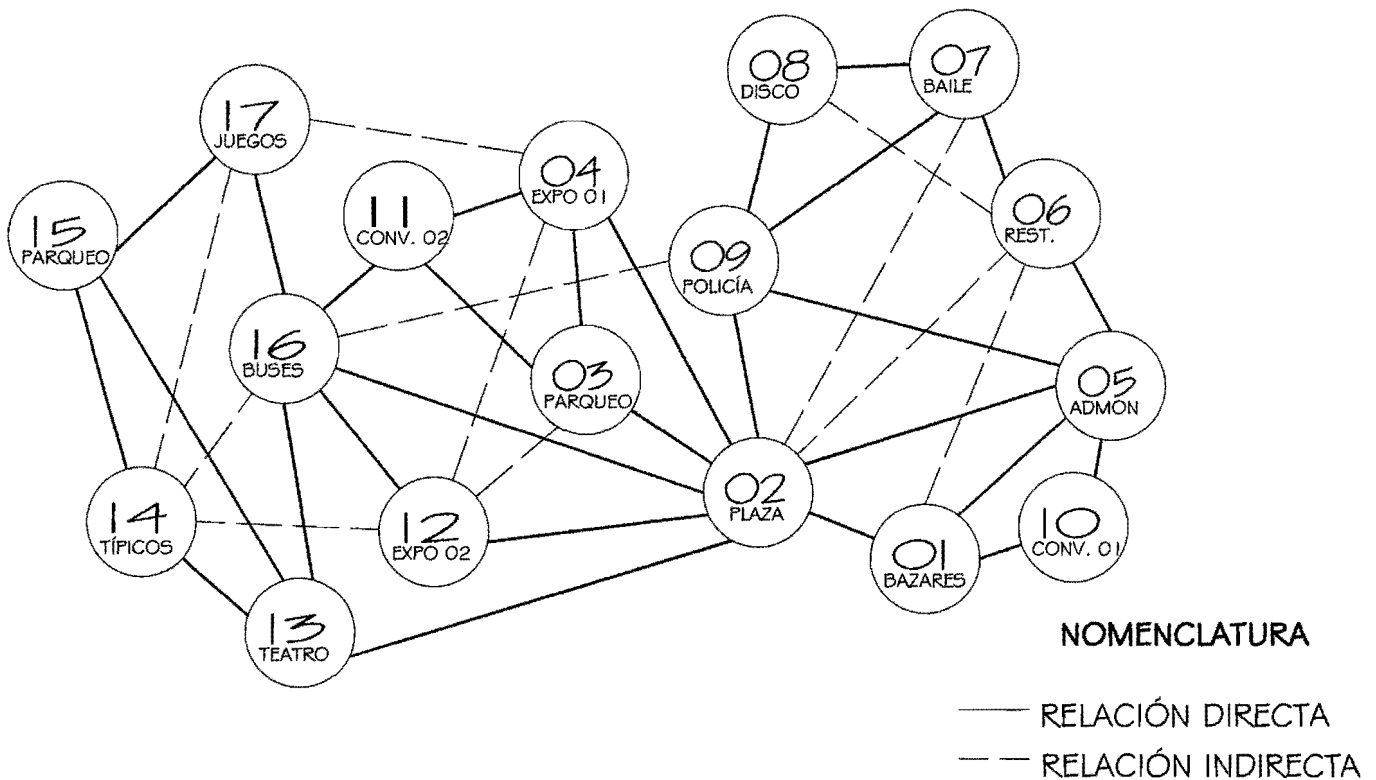 08
DISCO
07
BAILE
17
JUEGOS
04
EXPO 01
11
CONV. 02
06
REST.
15
PARQUEO
09
POLICÍA
16
BUSES
03
PARQUEO
05
ADMON
02
PLAZA
14
TÍPICOS
12
EXPO 02
10
CONV. 01
01
BAZARES
13
TEATRO
NOMENCLATURA
RELACIÓN DIRECTA
RELACIÓN INDIRECTA